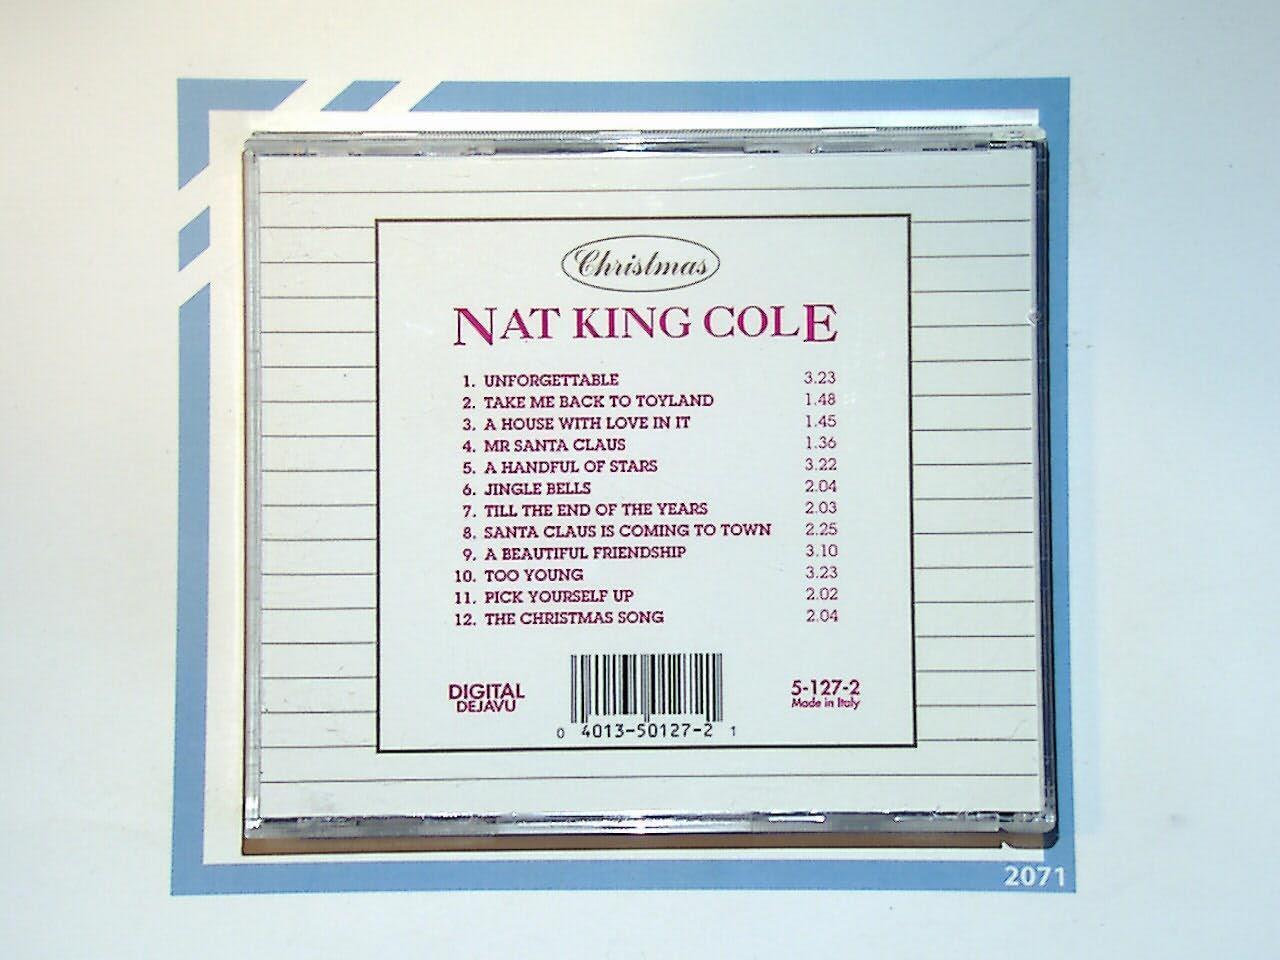 Christmas
NAT KING COLE
1. UNFORGETTABLE 3.23
2. TAKE ME BACK TO TOYLAND 1.48
3. A HOUSE WITH LOVE IN IT 1.45
4. MR SANTA CLAUS 1.36
5. A HANDFUL OF STARS 3.22
6. JINGLE BELLS 2.04
7. TILL THE END OF THE YEARS 2.03
8. SANTA CLAUS IS COMING TO TOWN 2.25
9. A BEAUTIFUL FRIENDSHIP 3.10
10. TOO YOUNG 3.23
11. PICK YOURSELF UP 2.02
12. THE CHRISTMAS SONG 2.04
DIGITAL
DEJAVU
5-127-2
Made in Italy
0 4013-50127-2 1
2071